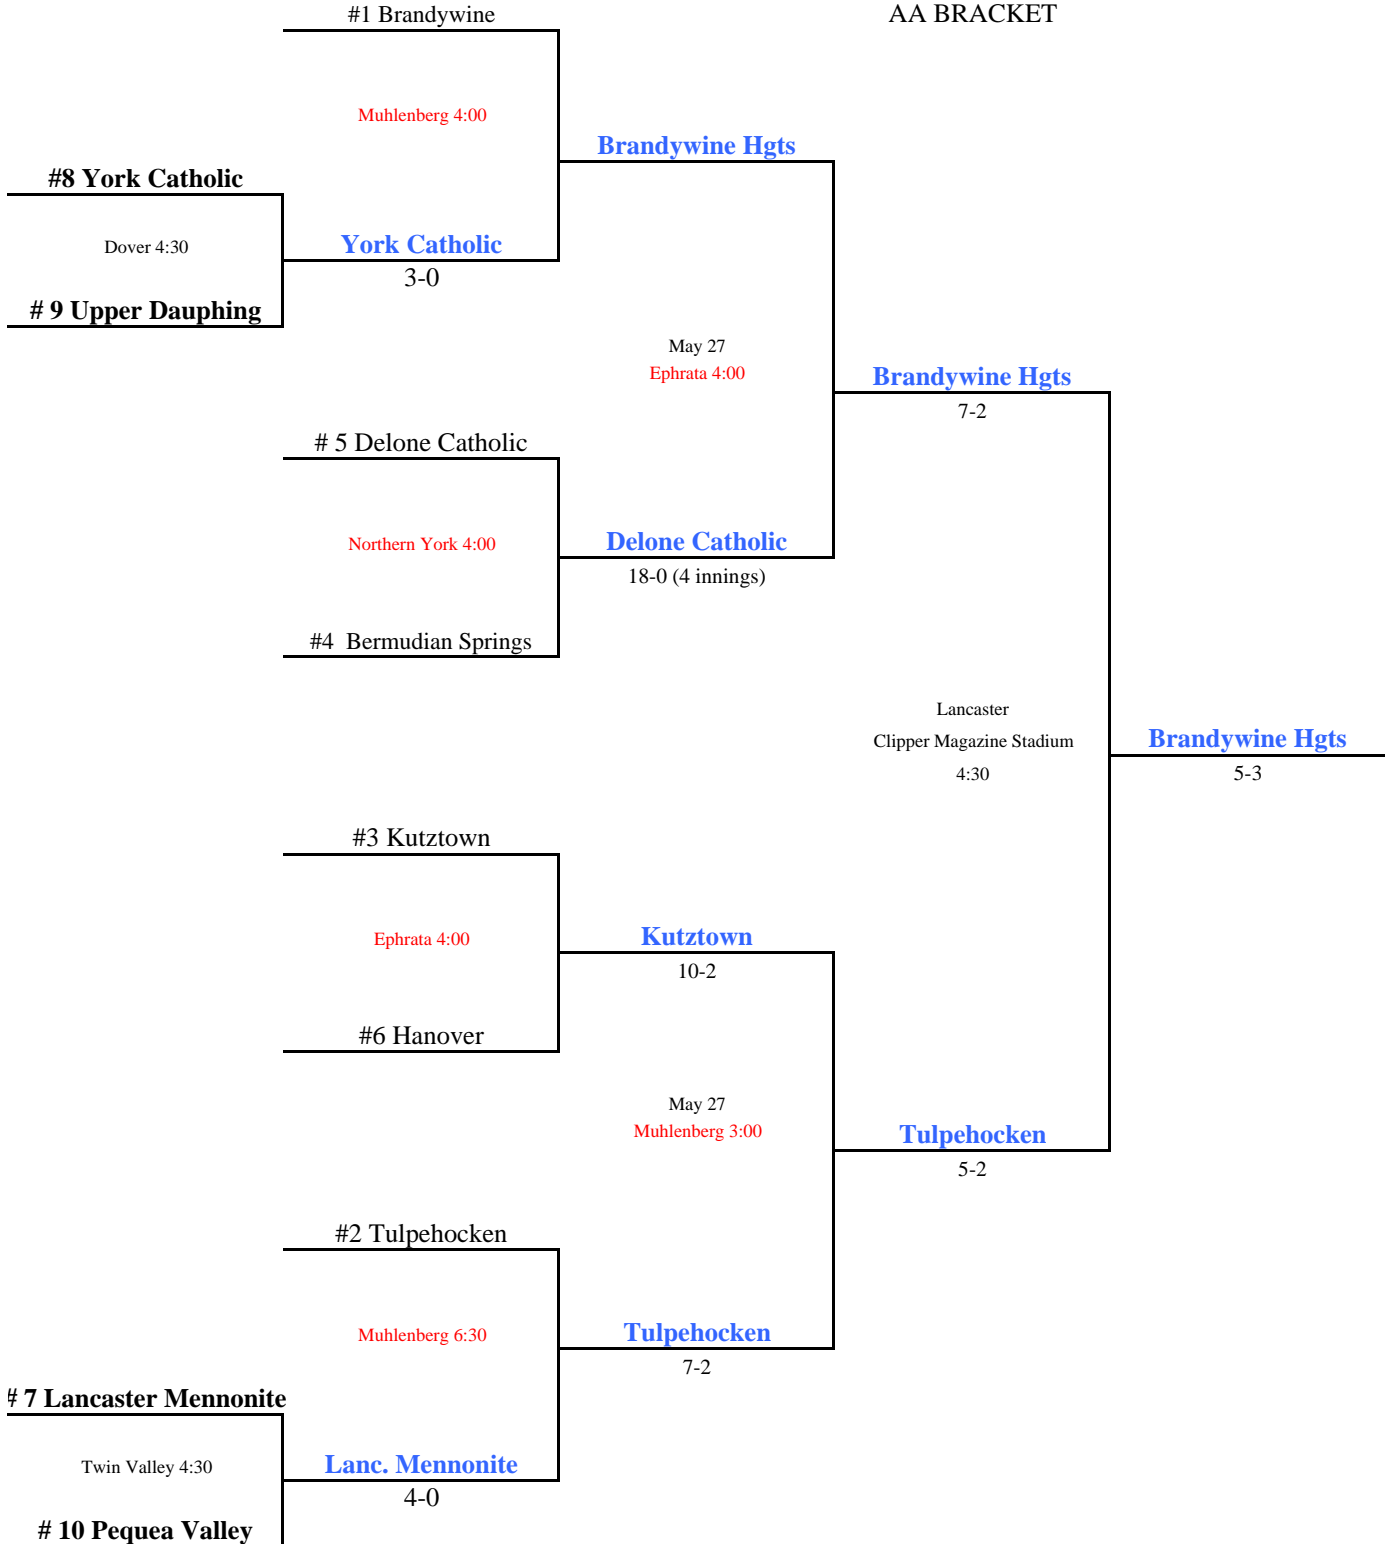 #1 Brandywine
AA BRACKET
Muhlenberg 4:00
Brandywine Hgts
#8 York Catholic
Dover 4:30
York Catholic
3-0
# 9 Upper Dauphing
May 27
Ephrata 4:00
Brandywine Hgts
7-2
# 5 Delone Catholic
Northern York 4:00
Delone Catholic
18-0 (4 innings)
#4 Bermudian Springs
Lancaster
Clipper Magazine Stadium
4:30
Brandywine Hgts
5-3
#3 Kutztown
Ephrata 4:00
Kutztown
10-2
#6 Hanover
May 27
Muhlenberg 3:00
Tulpehocken
5-2
#2 Tulpehocken
Muhlenberg 6:30
Tulpehocken
7-2
# 7 Lancaster Mennonite
Twin Valley 4:30
Lanc. Mennonite
4-0
# 10 Pequea Valley